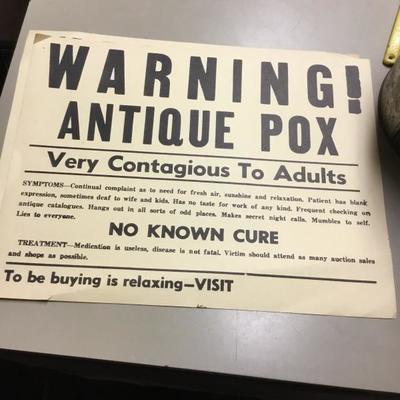 WARNING!
ANTIQUE POX
Very Contagious To Adults
SYMPTOMS—Continual complaint as to need for fresh air, sunshine and relaxation. Patient has blank
expression, sometimes deaf to wife and kids. Has no taste for work of any kind. Frequent checking on
antique catalogues. Hangs out in all sorts of odd places. Makes secret night calls. Mumbles to self.
Lies to everyone.
NO KNOWN CURE
TREATMENT—Medication is useless, disease is not fatal. Victim should attend as many auction sales
and shops as possible.
To be buying is relaxing—VISIT